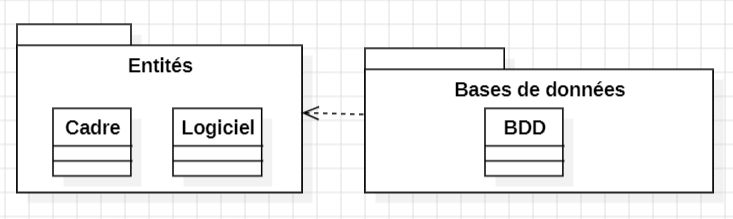 Entités
Cadre
Logiciel
Bases de données
BDD